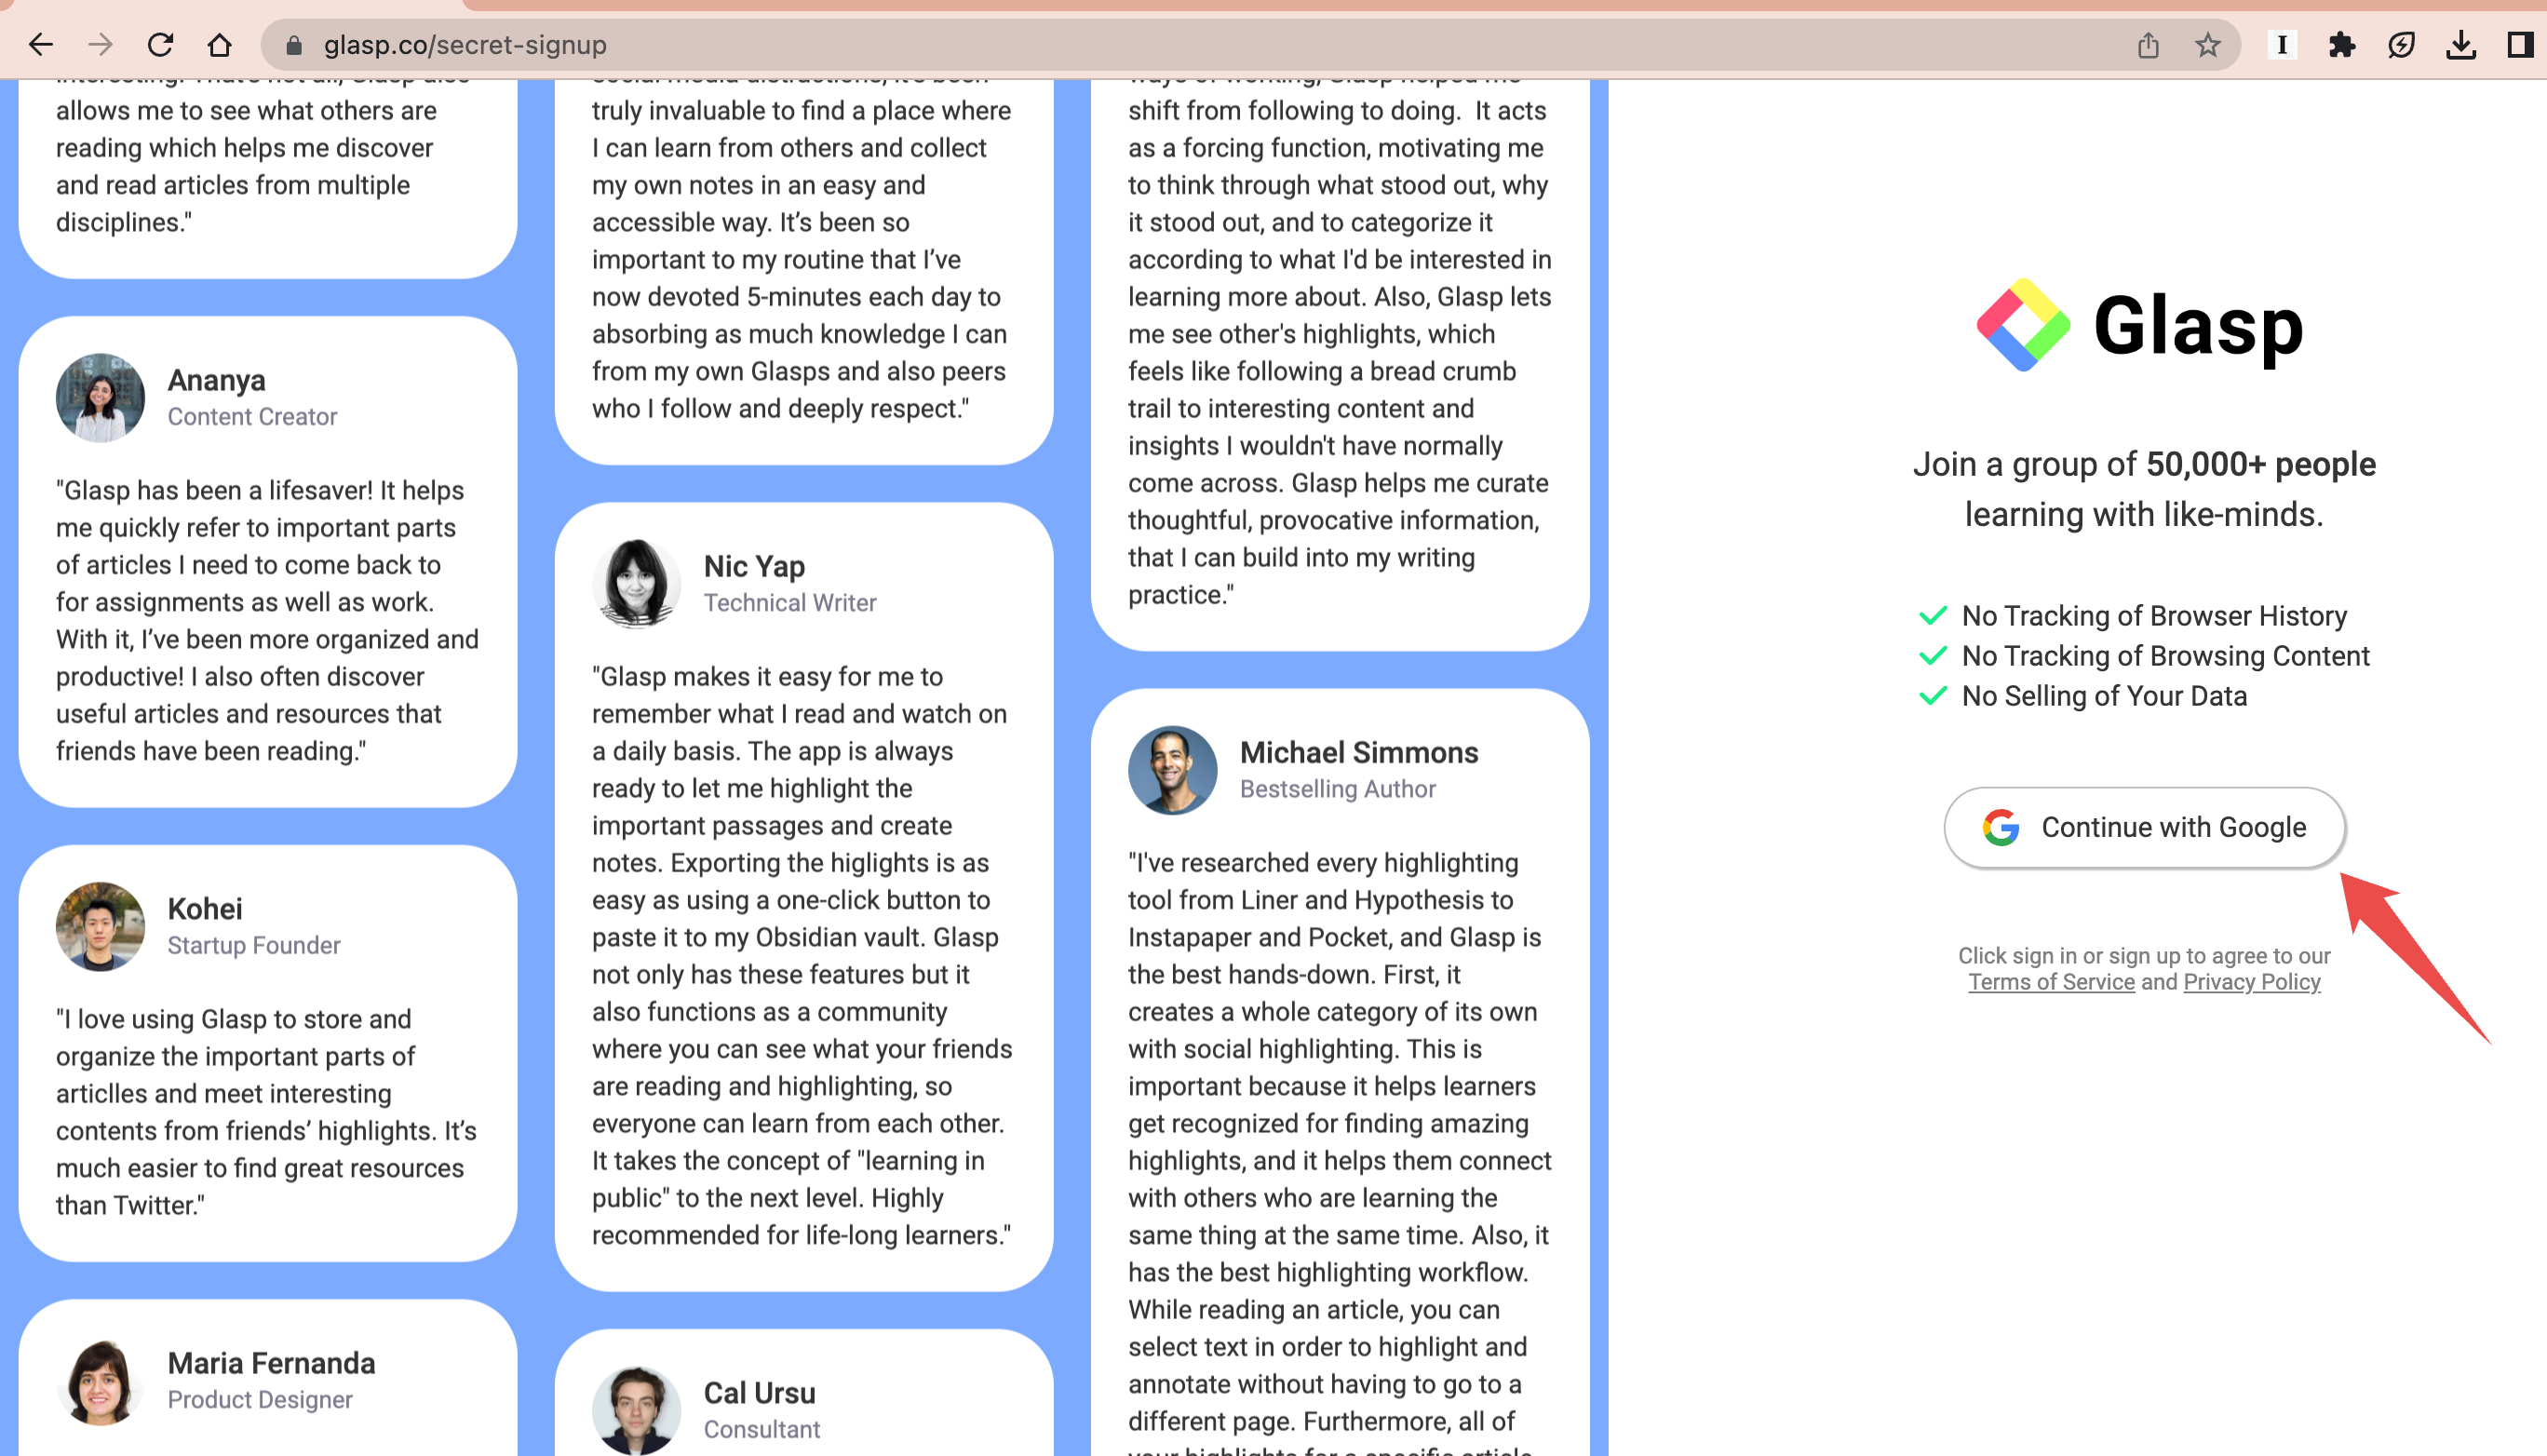 glasp.co/secret-signup
allows me to see what others are
reading which helps me discover
and read articles from multiple
disciplines."
Ananya
Content Creator
"Glasp has been a lifesaver! It helps
me quickly refer to important parts
of articles I need to come back to
for assignments as well as work.
With it, I’ve been more organized and
productive! I also often discover
useful articles and resources that
friends have been reading."
Kohei
Startup Founder
"I love using Glasp to store and
organize the important parts of
articlles and meet interesting
contents from friends’ highlights. It’s
much easier to find great resources
than Twitter."
Maria Fernanda
Product Designer
truly invaluable to find a place where
I can learn from others and collect
my own notes in an easy and
accessible way. It’s been so
important to my routine that I’ve
now devoted 5-minutes each day to
absorbing as much knowledge I can
from my own Glasps and also peers
who I follow and deeply respect."
Nic Yap
Technical Writer
"Glasp makes it easy for me to
remember what I read and watch on
a daily basis. The app is always
ready to let me highlight the
important passages and create
notes. Exporting the higlights is as
easy as using a one-click button to
paste it to my Obsidian vault. Glasp
not only has these features but it
also functions as a community
where you can see what your friends
are reading and highlighting, so
everyone can learn from each other.
It takes the concept of "learning in
public" to the next level. Highly
recommended for life-long learners."
Cal Ursu
Consultant
shift from following to doing.  It acts
as a forcing function, motivating me
to think through what stood out, why
it stood out, and to categorize it
according to what I'd be interested in
learning more about. Also, Glasp lets
me see other's highlights, which
feels like following a bread crumb
trail to interesting content and
insights I wouldn't have normally
come across. Glasp helps me curate
thoughtful, provocative information,
that I can build into my writing
practice."
Michael Simmons
Bestselling Author
"I've researched every highlighting
tool from Liner and Hypothesis to
Instapaper and Pocket, and Glasp is
the best hands-down. First, it
creates a whole category of its own
with social highlighting. This is
important because it helps learners
get recognized for finding amazing
highlights, and it helps them connect
with others who are learning the
same thing at the same time. Also, it
has the best highlighting workflow.
While reading an article, you can
select text in order to highlight and
annotate without having to go to a
different page. Furthermore, all of
Glasp
Join a group of 50,000+ people
learning with like-minds.
No Tracking of Browser History
No Tracking of Browsing Content
No Selling of Your Data
Continue with Google
Click sign in or sign up to agree to our
Terms of Service and Privacy Policy